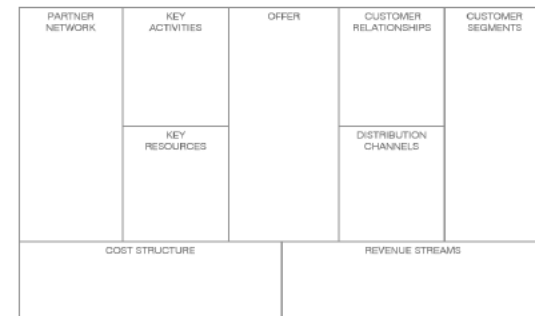 PARTNER
NETWORK
KEY
ACTIVITIES
OFFER
CUSTOMER
RELATIONSHIPS
CUSTOMER
SEGMENTS
KEY
RESOURCES
DISTRIBUTION
CHANNELS
COST STRUCTURE
REVENUE STREAMS